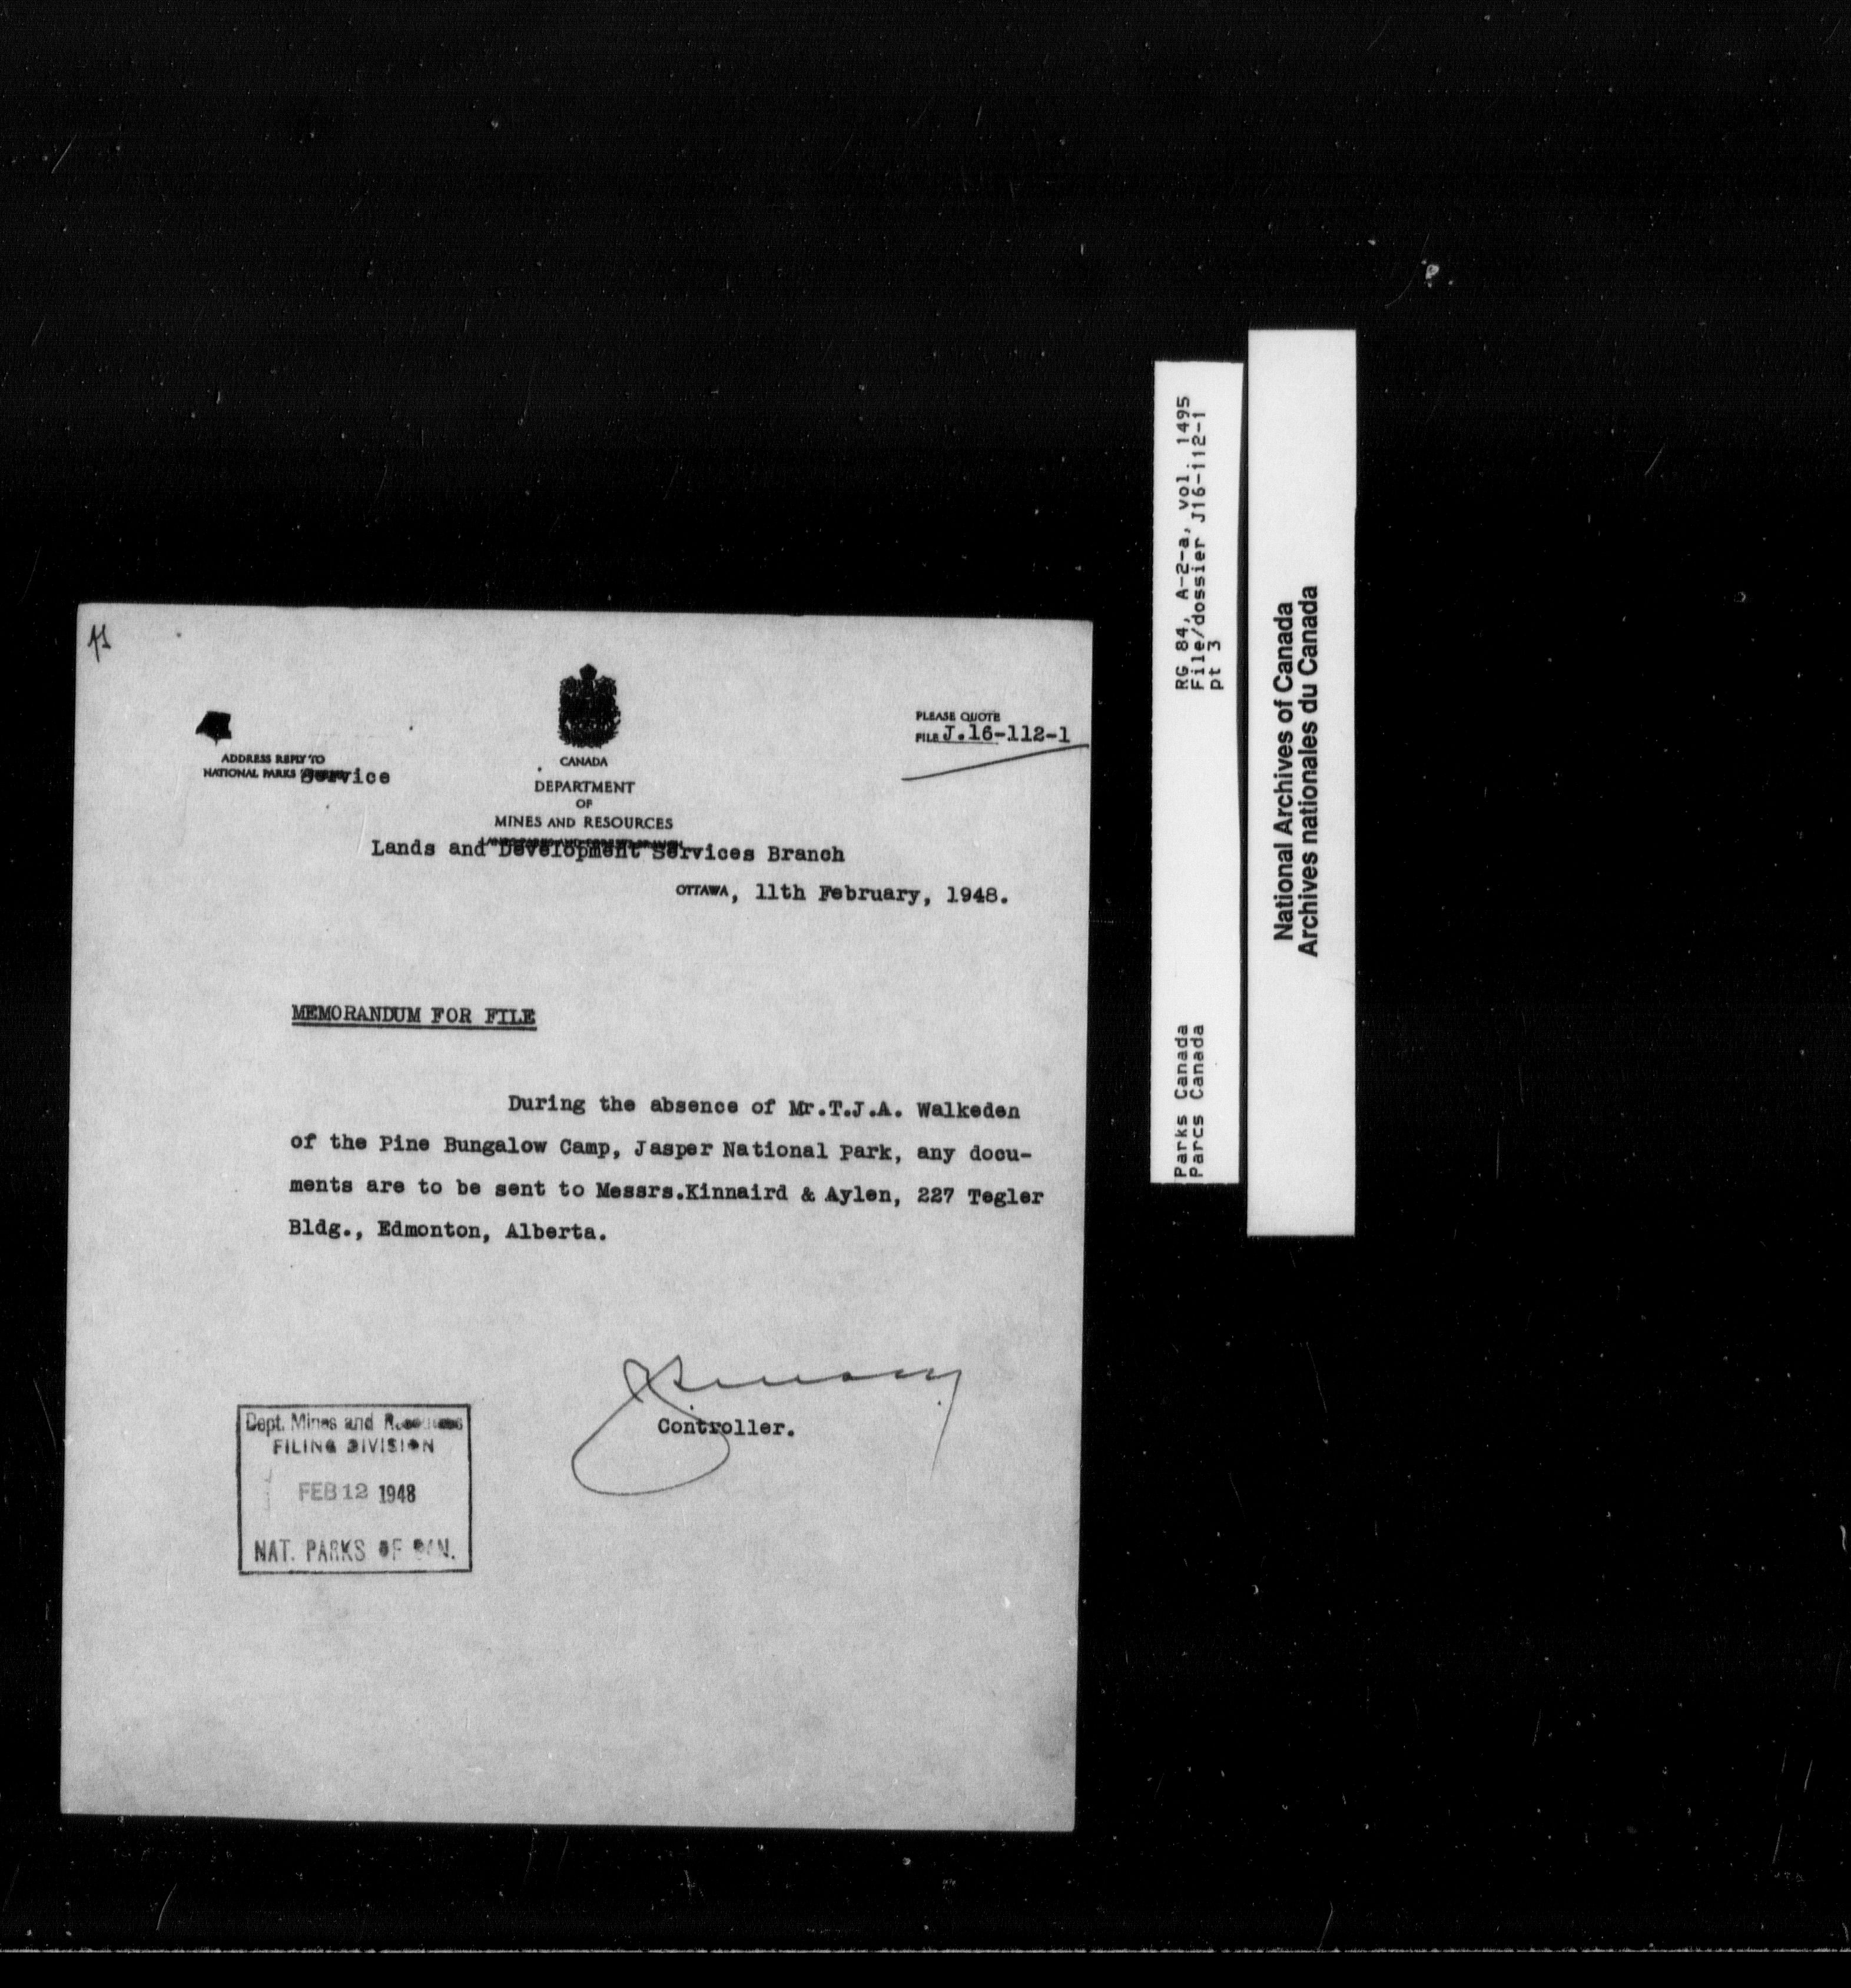 PLEASE QUOTE
FILE J.16-112-1
ADDRESS REPLY TO
NATIONAL PARKS Service
CANADA
DEPARTMENT
OF
MINES AND RESOURCES
Lands and Development Services Branch
OTTAWA, 11th February, 1948.
MEMORANDUM FOR FILE
During the absence of Mr.T.J.A. Walkeden
of the Pine Bungalow Camp, Jasper National Park, any docu-
ments are to be sent to Messrs.Kinnaird & Aylen, 227 Tegler
Bldg., Edmonton, Alberta.
Controller.
Dept. Mines and Resources
FILING DIVISION
FEB 12 1948
NAT. PARKS OF CAN.
RG 84, A-2-a, vol. 1495
File/dossier J16-112-1
pt 3
Parks Canada
Parcs Canada
National Archives of Canada
Archives nationales du Canada